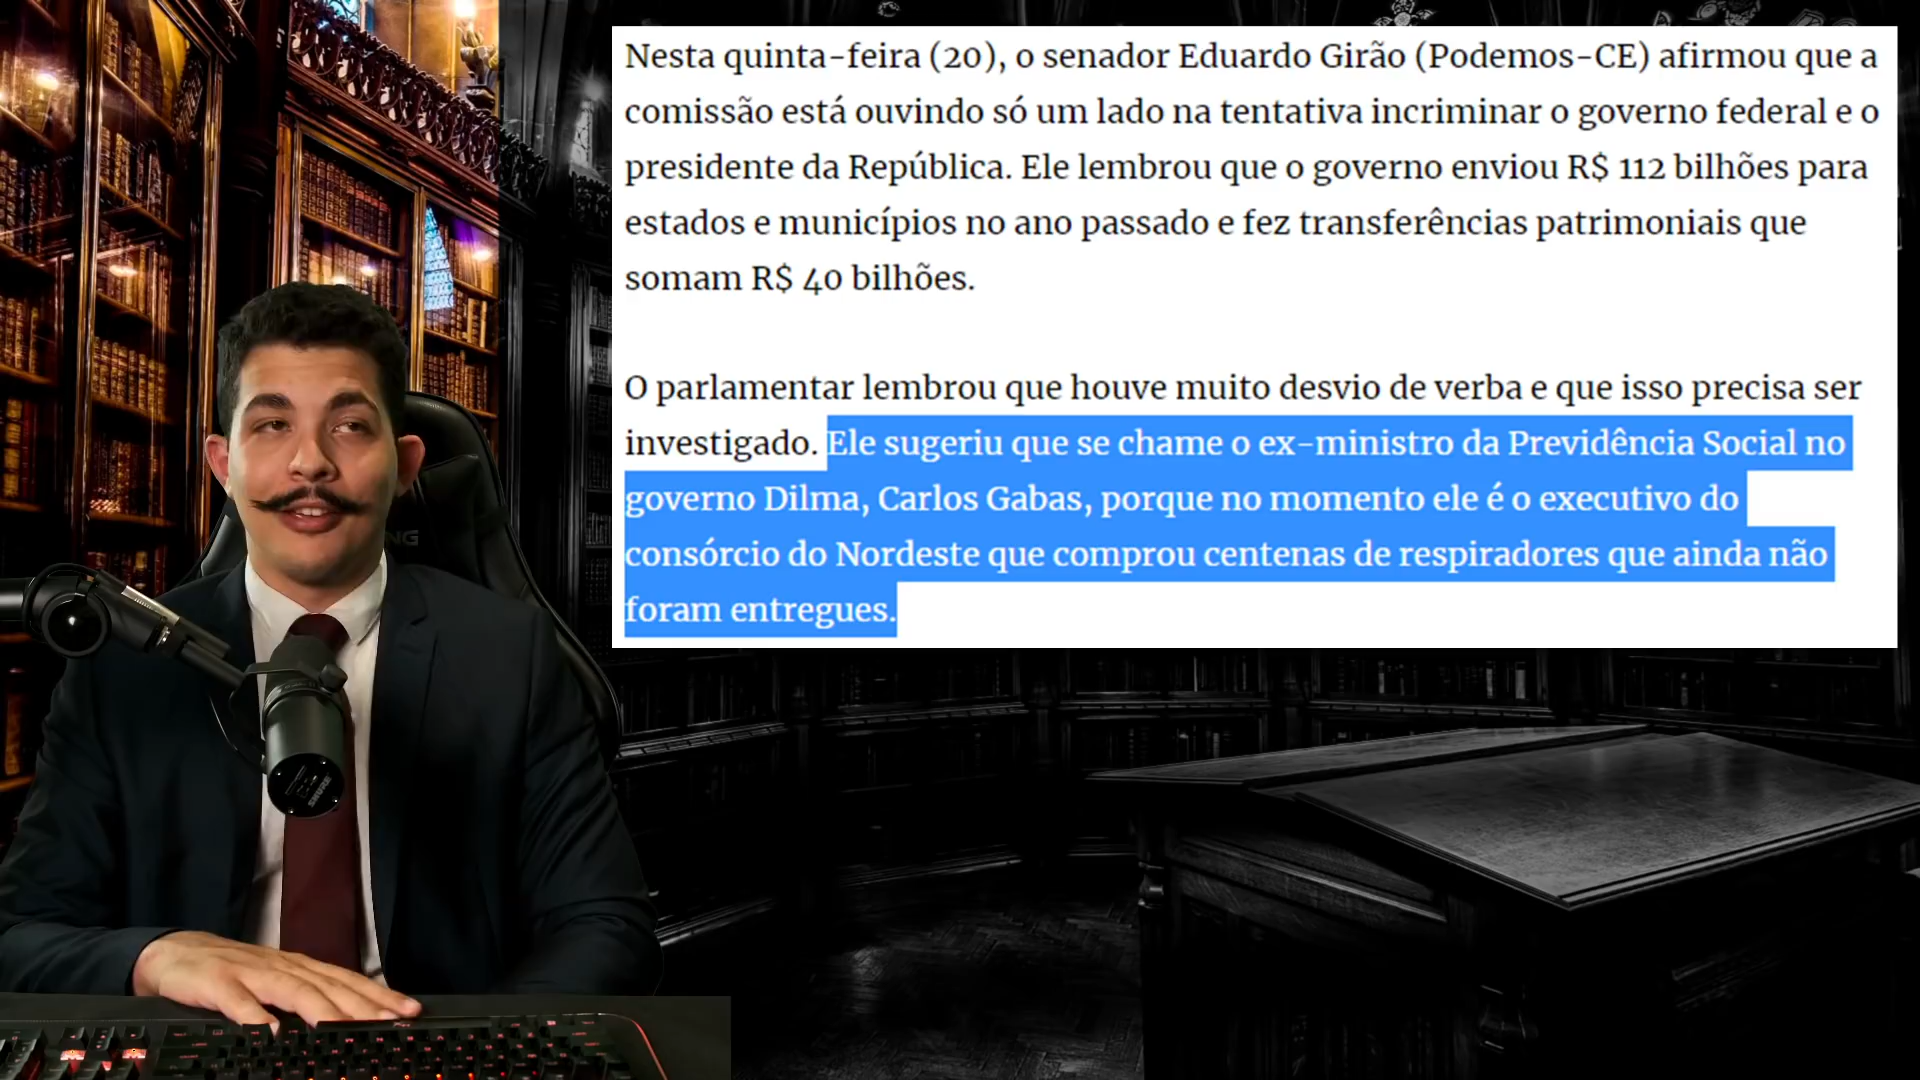 Nesta quinta-feira (20), o senador Eduardo Girão (Podemos-CE) afirmou que a
comissão está ouvindo só um lado na tentativa incriminar o governo federal e o
presidente da República. Ele lembrou que o governo enviou R$ 112 bilhões para
estados e municípios no ano passado e fez transferências patrimoniais que
somam R$ 40 bilhões.
O parlamentar lembrou que houve muito desvio de verba e que isso precisa ser
investigado. Ele sugeriu que se chame o ex-ministro da Previdência Social no
governo Dilma, Carlos Gabas, porque no momento ele é o executivo do
consórcio do Nordeste que comprou centenas de respiradores que ainda não
foram entregues.
NG
SHURE